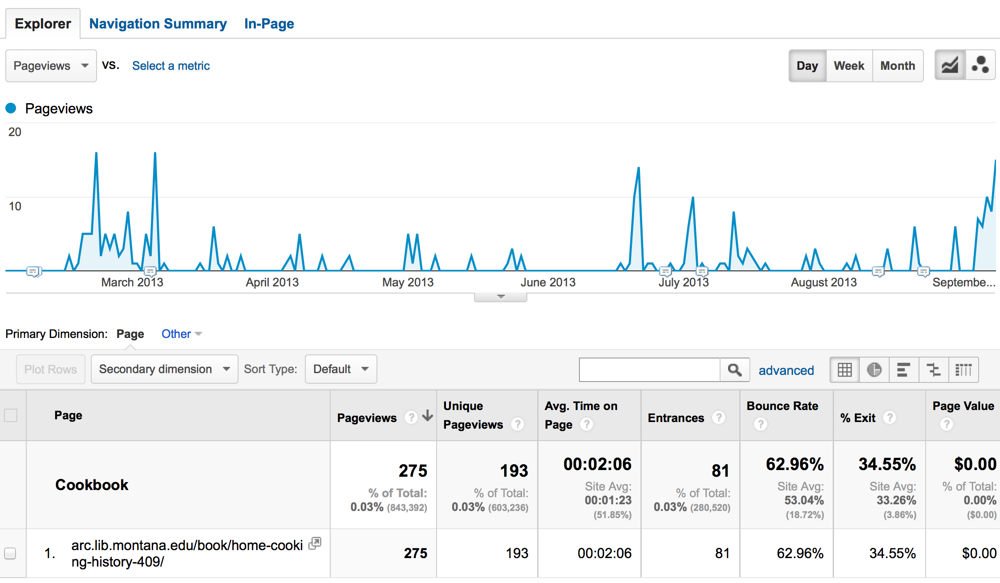 Explorer Navigation Summary In-Page
Pageviews vs. Select a metric Day Week Month
Pageviews
20
10
March 2013 April 2013 May 2013 June 2013 July 2013 August 2013 Septembe...
Primary Dimension: Page Other
Plot Rows Secondary dimension Sort Type: Default advanced
Page Pageviews ? Unique Pageviews ? Avg. Time on Page ? Entrances ? Bounce Rate ? % Exit ? Page Value ?
Cookbook
275
% of Total:
0.03% (843,392)
193
% of Total:
0.03% (603,236)
00:02:06
Site Avg:
00:01:23
(51.85%)
81
% of Total:
0.03% (280,520)
62.96%
Site Avg:
53.04%
(18.72%)
34.55%
Site Avg:
33.26%
(3.86%)
$0.00
% of Total:
0.00%
($0.00)
1. arc.lib.montana.edu/book/home-cooki
ng-history-409/
275 193 00:02:06 81 62.96% 34.55% $0.00